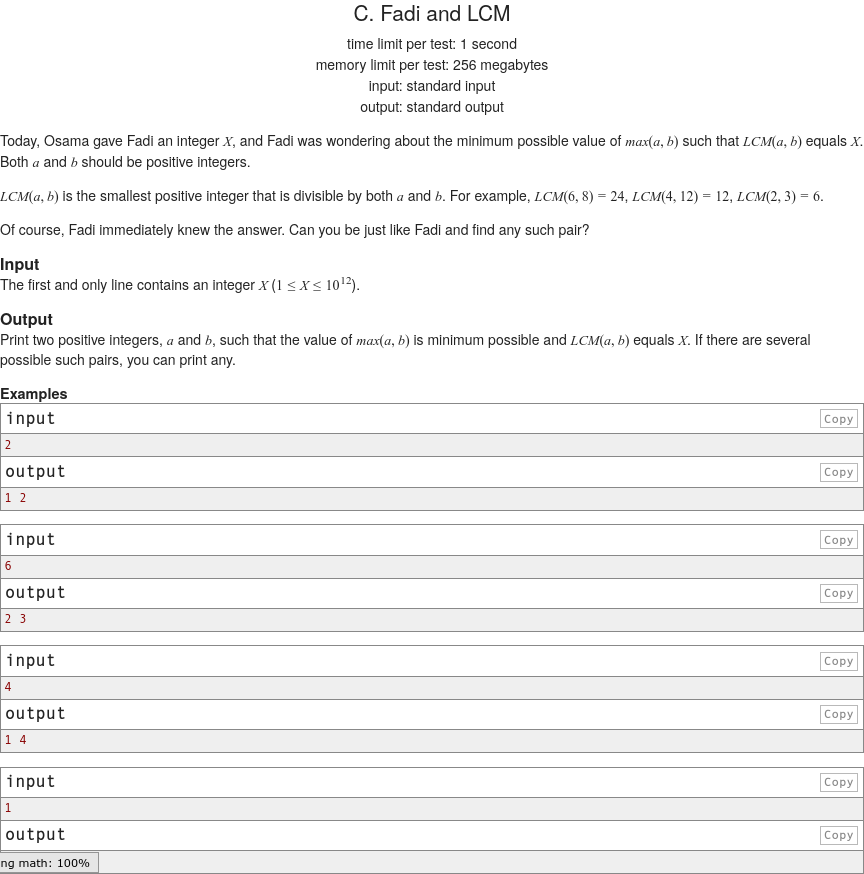 C. Fadi and LCM
time limit per test: 1 second
memory limit per test: 256 megabytes
input: standard input
output: standard output
Today, Osama gave Fadi an integer X, and Fadi was wondering about the minimum possible value of max(a, b) such that LCM(a, b) equals X.
Both a and b should be positive integers.
LCM(a, b) is the smallest positive integer that is divisible by both a and b. For example, LCM(6, 8) = 24, LCM(4, 12) = 12, LCM(2, 3) = 6.
Of course, Fadi immediately knew the answer. Can you be just like Fadi and find any such pair?
Input
The first and only line contains an integer X (1 ≤ X ≤ 10^12).
Output
Print two positive integers, a and b, such that the value of max(a, b) is minimum possible and LCM(a, b) equals X. If there are several
possible such pairs, you can print any.
Examples
input Copy
2
output Copy
1 2
input Copy
6
output Copy
2 3
input Copy
4
output Copy
1 4
input Copy
1
output Copy
ng math: 100%